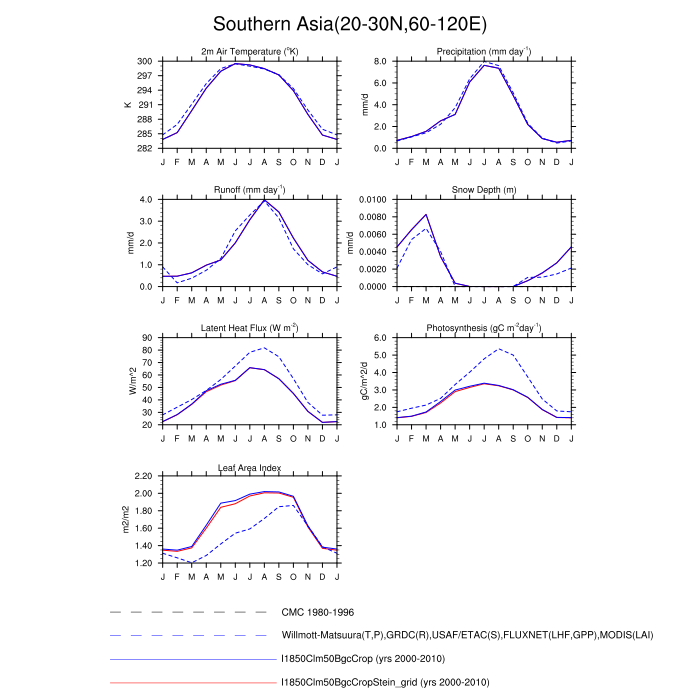 Southern Asia(20-30N,60-120E)
2m Air Temperature (°K)
300
297
294
291
288
285
282
K
J F M A M J J A S O N D J
Precipitation (mm day⁻¹)
8.0
6.0
4.0
2.0
0.0
mm/d
J F M A M J J A S O N D J
Runoff (mm day⁻¹)
4.0
3.0
2.0
1.0
0.0
mm/d
J F M A M J J A S O N D J
Snow Depth (m)
0.0100
0.0080
0.0060
0.0040
0.0020
0.0000
mm/d
J F M A M J J A S O N D J
Latent Heat Flux (W m⁻²)
90
80
70
60
50
40
30
20
W/m^2
J F M A M J J A S O N D J
Photosynthesis (gC m⁻²day⁻¹)
6.0
5.0
4.0
3.0
2.0
1.0
gC/m^2/d
J F M A M J J A S O N D J
Leaf Area Index
2.20
2.00
1.80
1.60
1.40
1.20
m2/m2
J F M A M J J A S O N D J
CMC 1980-1996
Willmott-Matsuura(T,P),GRDC(R),USAF/ETAC(S),FLUXNET(LHF,GPP),MODIS(LAI)
I1850Clm50BgcCrop (yrs 2000-2010)
I1850Clm50BgcCropStein_grid (yrs 2000-2010)